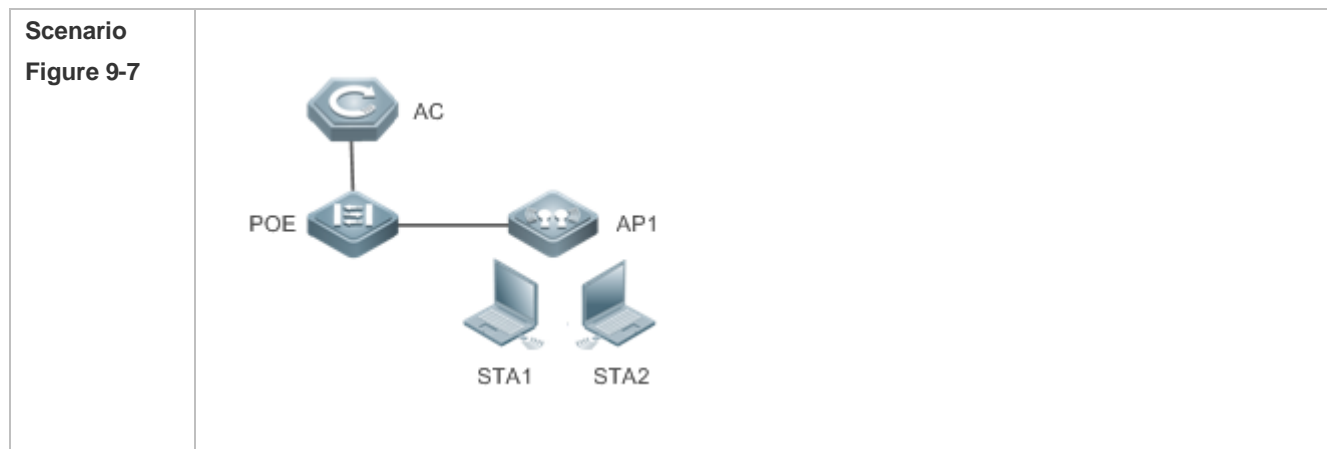 Scenario
Figure 9-7
AC
POE
AP1
STA1
STA2